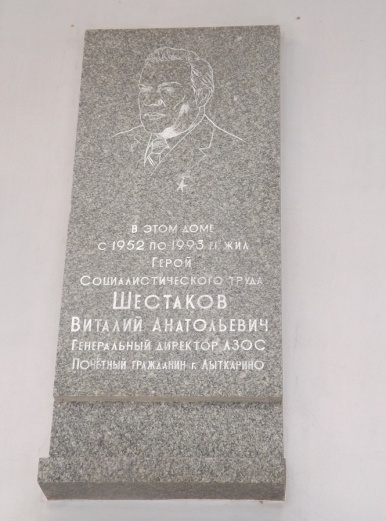 В ЭТОМ ДОМЕ
С 1952 ПО 1993 гг. ЖИЛ
ГЕРОЙ
СОЦИАЛИСТИЧЕСКОГО ТРУДА
ШЕСТАКОВ
ВИТАЛИЙ АНАТОЛЬЕВИЧ
ГЕНЕРАЛЬНЫЙ ДИРЕКТОР ЛЗОС
ПОЧЁТНЫЙ ГРАЖДАНИН г. ЛЫТКАРИНО